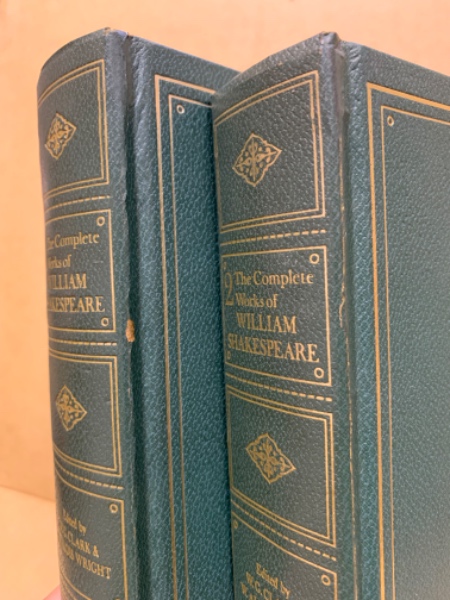 The Complete
Works of
WILLIAM
SHAKESPEARE
Edited by
CLARK &
WRIGHT
2 The Complete
Works of
WILLIAM
SHAKESPEARE
Edited by
W.G.